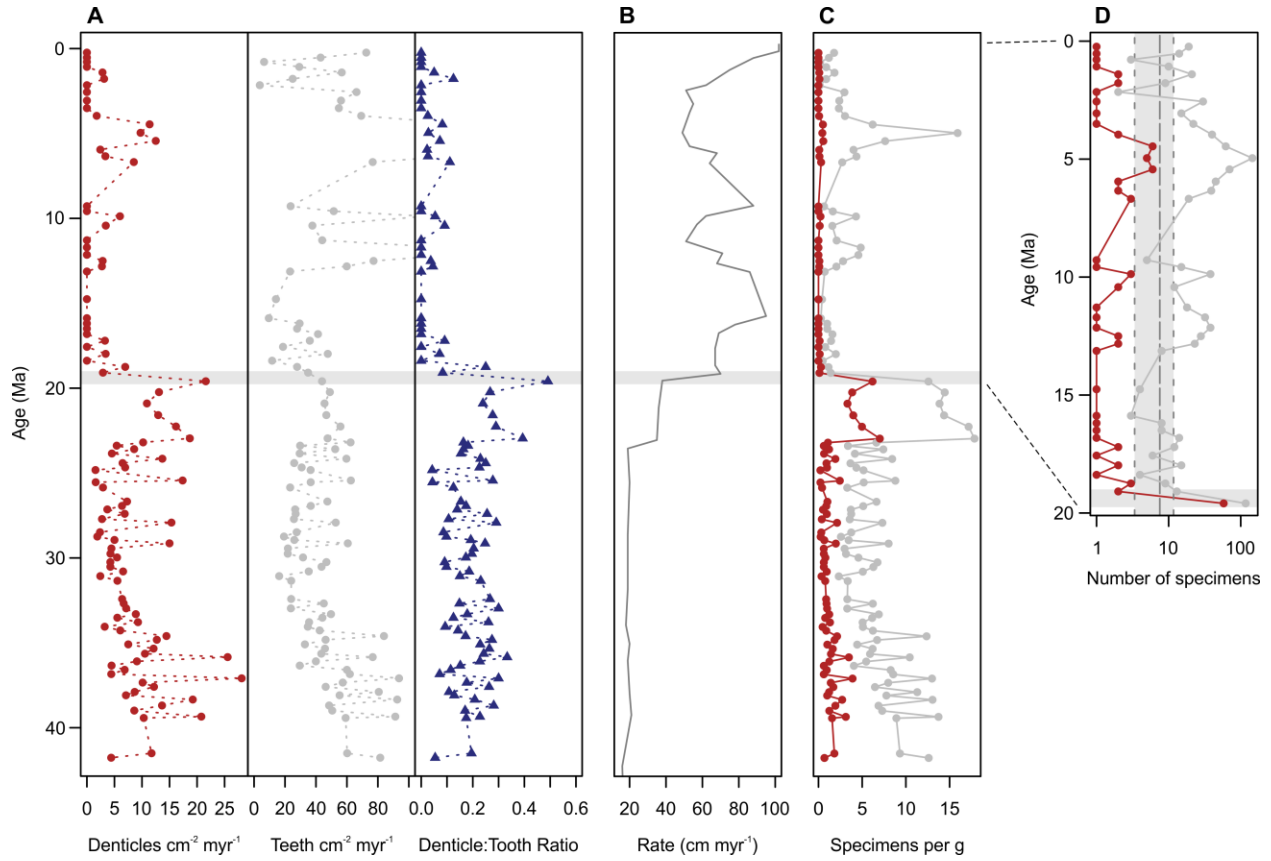 A
B
C
D
0
10
20
30
40
Age (Ma)
0 5 10 15 20 25
Denticles cm⁻² myr⁻¹
0 20 40 60 80
Teeth cm⁻² myr⁻¹
0.0 0.2 0.4 0.6
Denticle:Tooth Ratio
20 40 60 80 100
Rate (cm myr⁻¹)
0 5 10 15
Specimens per g
0
5
10
15
20
Age (Ma)
1 10 100
Number of specimens